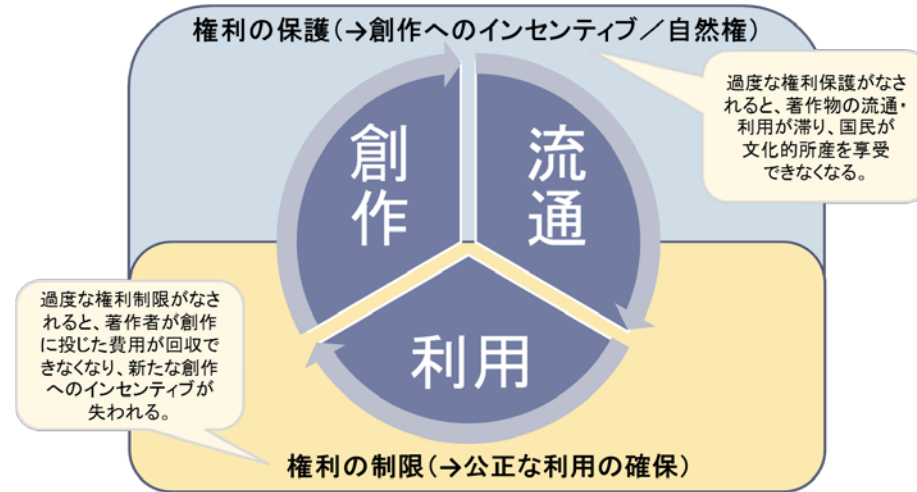 権利の保護(→創作へのインセンティブ／自然権)
過度な権利保護がなさ
れると、著作物の流通・
利用が滞り、国民が
文化的所産を享受
できなくなる。
創作
流通
利用
過度な権利制限がなさ
れると、著作者が創作
に投じた費用が回収で
きなくなり、新たな創作
へのインセンティブが
失われる。
権利の制限(→公正な利用の確保)